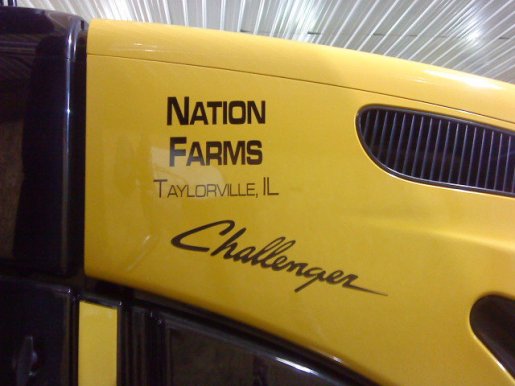 NATION
FARMS
TAYLORVILLE, IL
Challenger